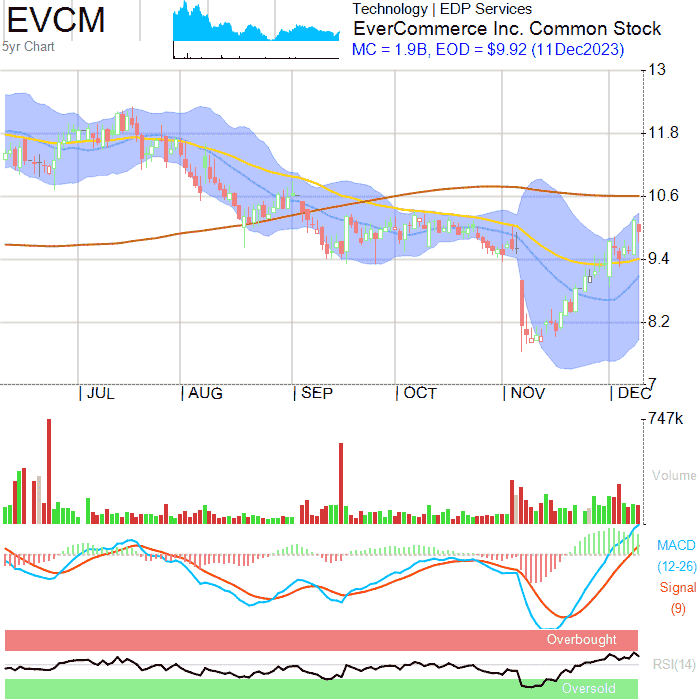 EVCM
5yr Chart
Technology | EDP Services
EverCommerce Inc. Common Stock
MC = 1.9B, EOD = $9.92 (11Dec2023)
13
11.8
10.6
9.4
8.2
7
JUL AUG SEP OCT NOV DEC
747k
Volume
MACD
(12-26)
Signal
(9)
Overbought
RSI(14)
Oversold